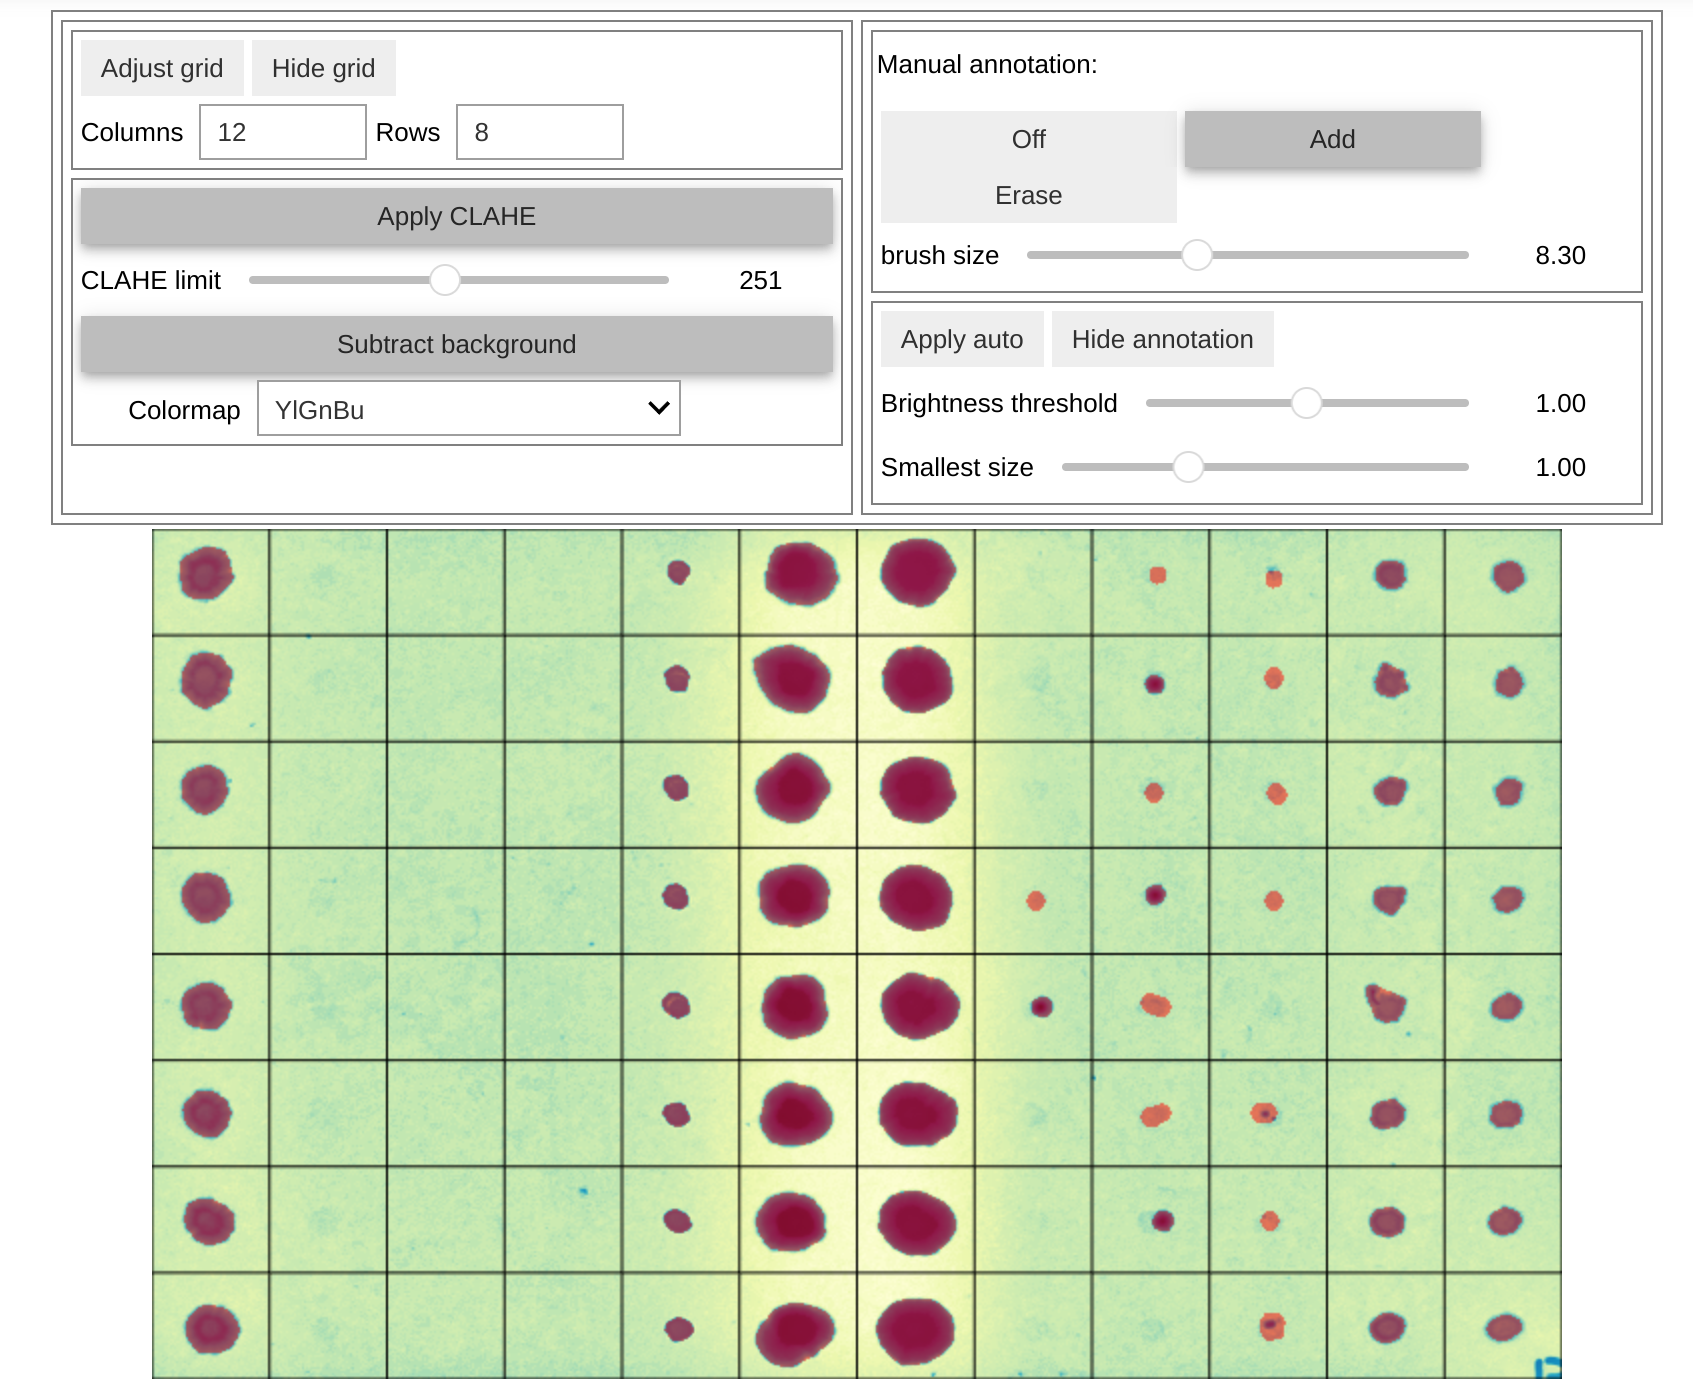 Adjust grid Hide grid
Columns 12 Rows 8
Apply CLAHE
CLAHE limit 251
Subtract background
Colormap YlGnBu
Manual annotation:
Off Add
Erase
brush size 8.30
Apply auto Hide annotation
Brightness threshold 1.00
Smallest size 1.00